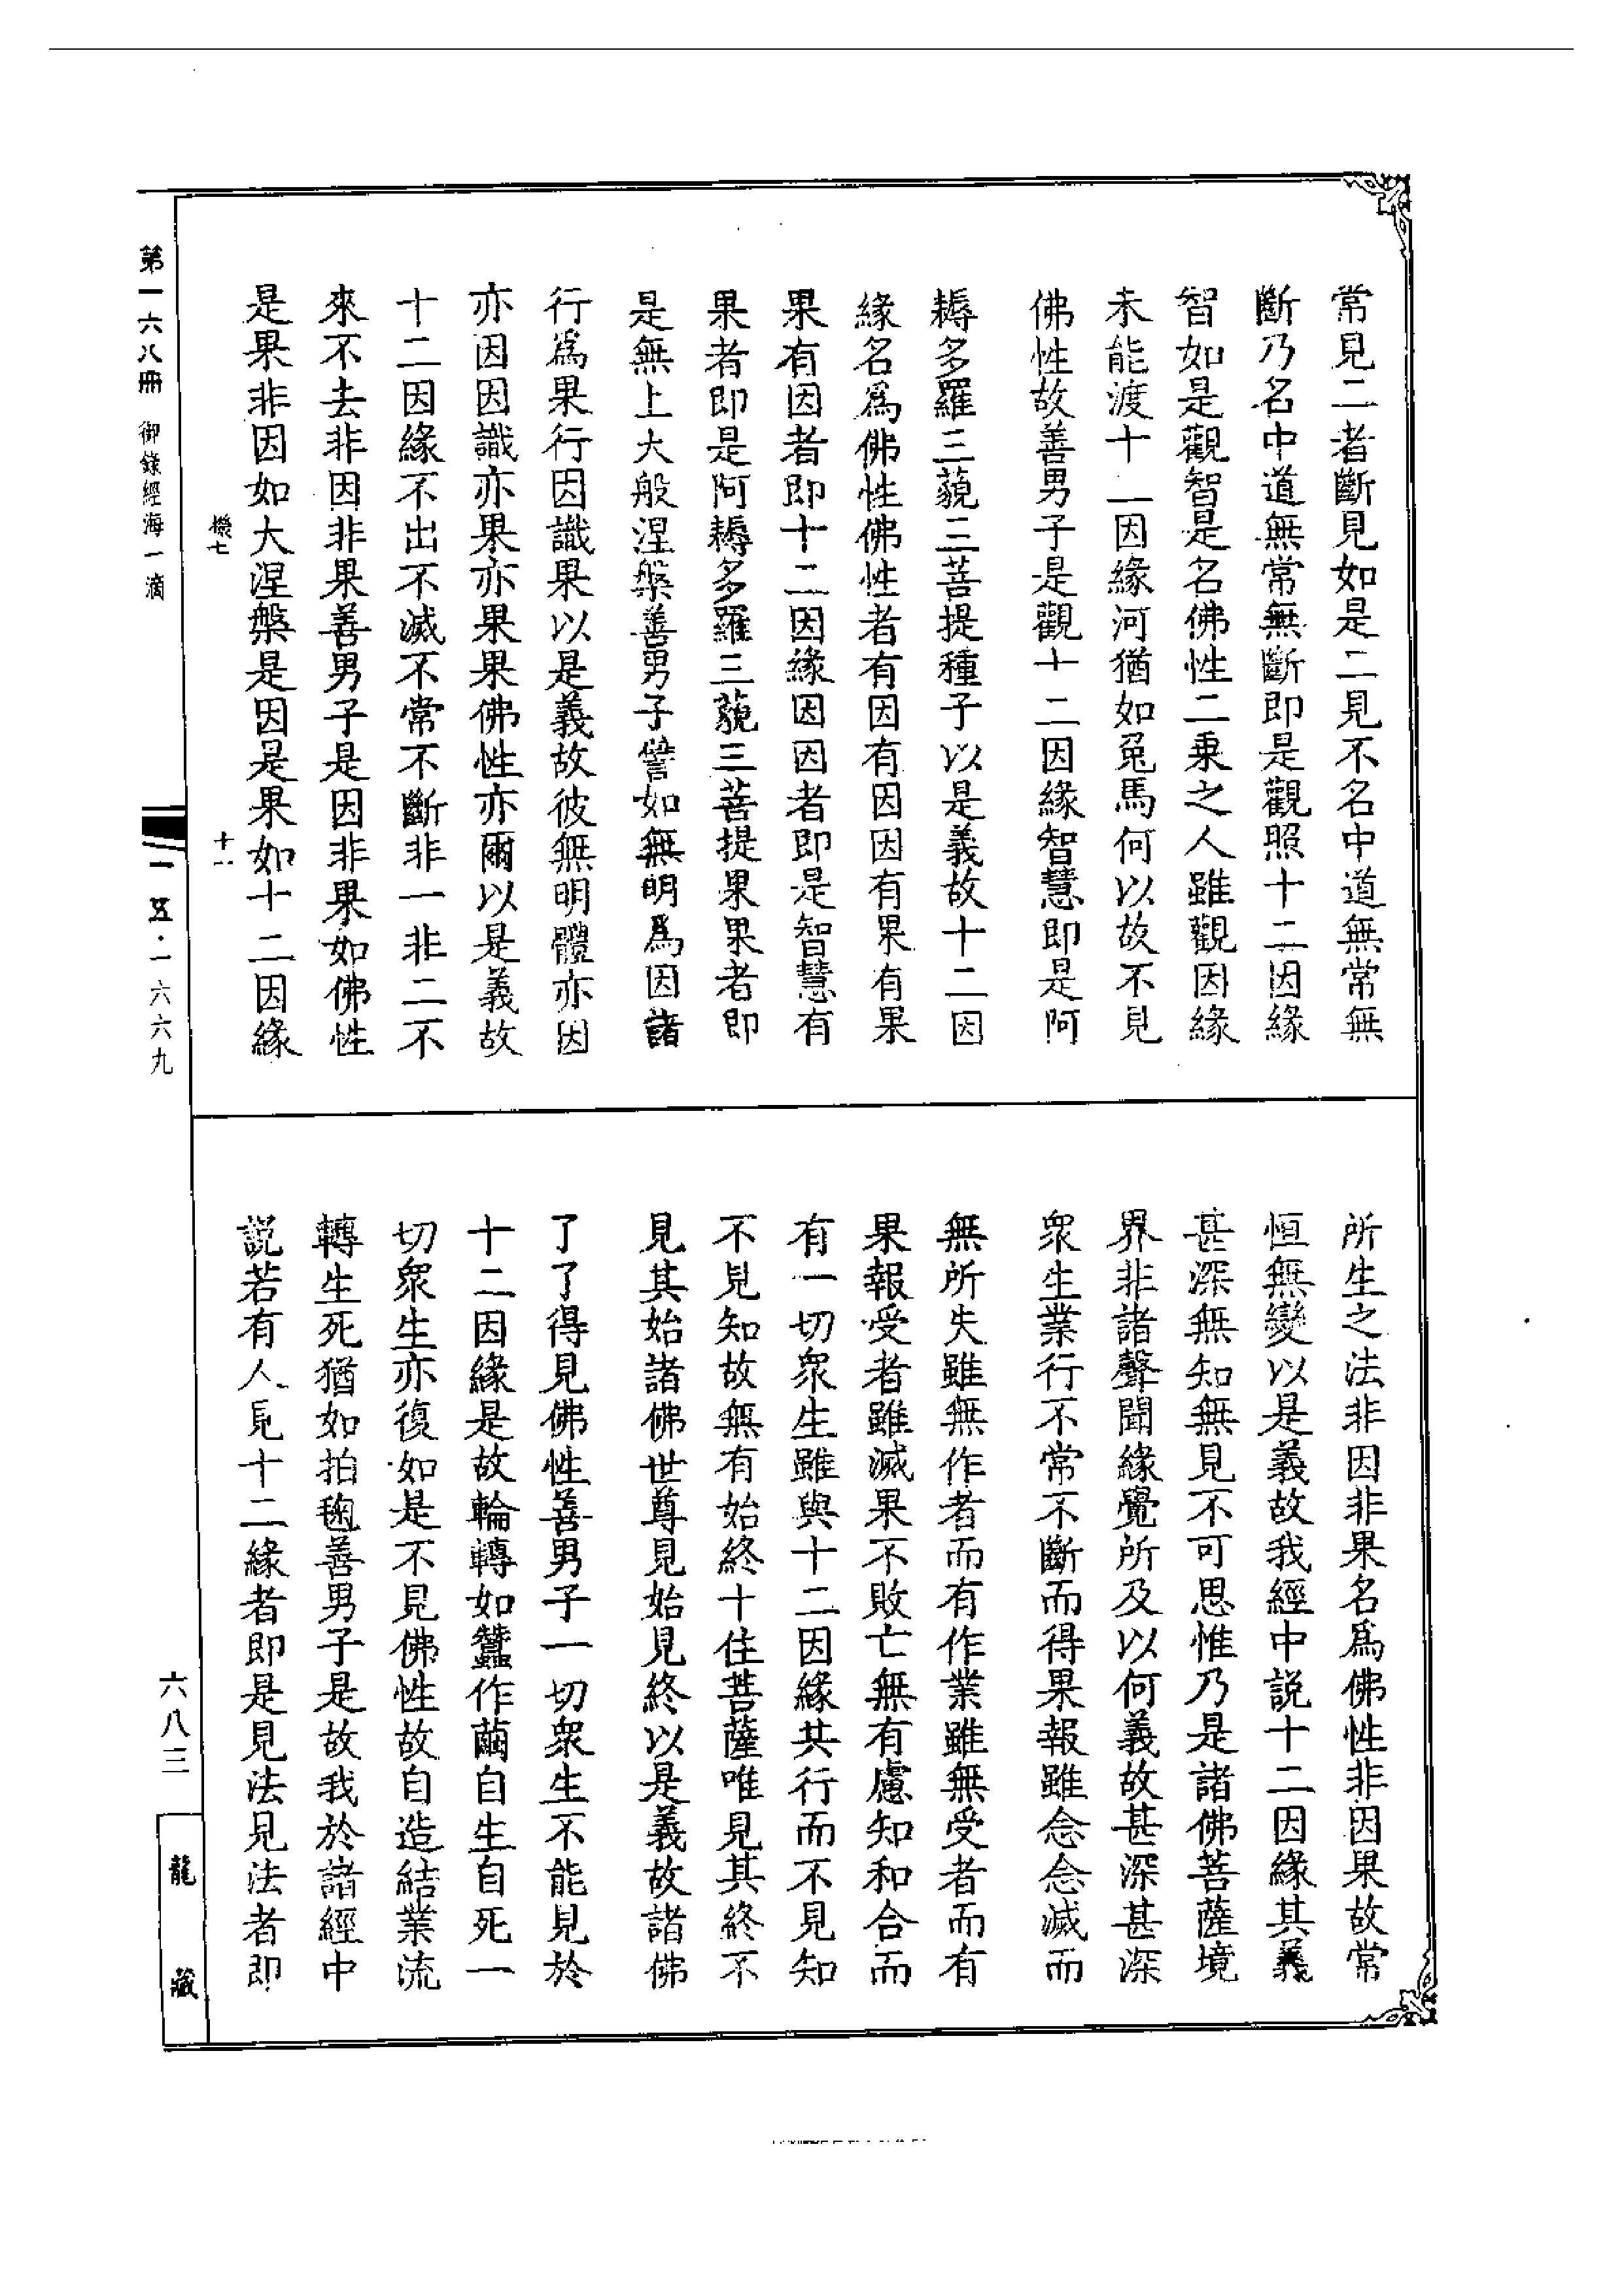 常見二者斷見如是二見不名中道無常無
斷乃名中道無常無斷即是觀照十二因緣
智如是觀智是名佛性二乗之人雖觀因緣
未能渡十二因緣河猶如兔馬何以故不見
佛性故善男子是觀十二因緣智慧即是阿
耨多羅三藐三菩提種子以是義故十二因
緣名為佛性佛性者有因有因因有果有果
果有因者即十二因緣因因者即是智慧有
果者即是阿耨多羅三藐三菩提果果者即
是無上大般涅槃善男子譬如無明為因諸
行為果行因識果以是義故彼無明體亦因
亦因因識亦果亦果果佛性亦爾以是義故
十二因緣不出不滅不常不斷非一非二不
來不去非因非果善男子是因非果如佛性
是果非因如大涅槃是因是果如十二因緣
機七
十一
所生之法非因非果名為佛性非因果故常
恒無變以是義故我經中説十二因緣其義
甚深無知無見不可思惟乃是諸佛菩薩境
界非諸聲聞緣覺所及以何義故甚深甚深
衆生業行不常不斷而得果報雖念念滅而
無所失雖無作者而有作業雖無受者而有
果報受者雖滅果不敗亡無有慮知和合而
有一切衆生雖與十二因緣共行而不見知
不見知故無有始終十住菩薩唯見其終不
見其始諸佛世尊見始見終以是義故諸佛
了了得見佛性善男子一切衆生不能見於
十二因緣是故輪轉如蠶作繭自生自死一
切衆生亦復如是不見佛性故自造結業流
轉生死猶如拍毱善男子是故我於諸經中
説若有人見十二緣者即是見法見法者即
第一六八冊 御錄經海一滴
一五·一六六九
六八三
龍藏